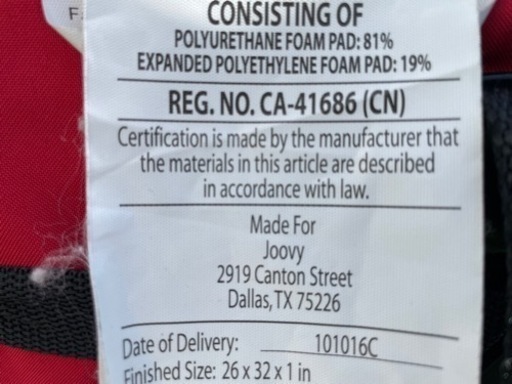 F
CONSISTING OF
POLYURETHANE FOAM PAD: 81%
EXPANDED POLYETHYLENE FOAM PAD: 19%
REG. NO. CA-41686 (CN)
Certification is made by the manufacturer that
the materials in this article are described
in accordance with law.
Made For
Joovy
2919 Canton Street
Dallas,TX 75226
Date of Delivery: 101016C
Finished Size: 26 x 32 x 1 in